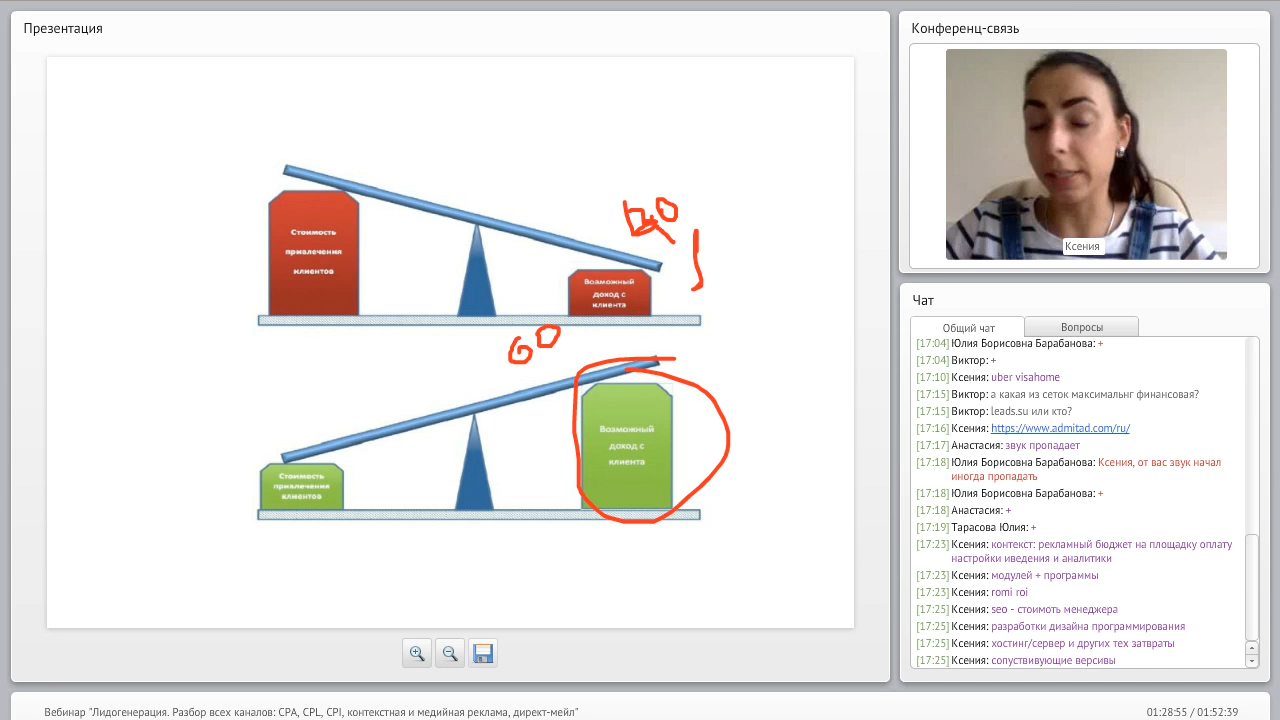 Презентация
Стоимость
привлечения
клиентов
Возможный
доход с
клиента
60
Возможный
доход с
клиента
Стоимость
привлечения
клиентов
Конференц-связь
Ксения
Чат
Общий чат
Вопросы
[17:04] Юлия Борисовна Барабанова: +
[17:04] Виктор: +
[17:10] Ксения: uber visahome
[17:15] Виктор: а какая из сеток максимальнг финансовая?
[17:15] Виктор: leads.su или кто?
[17:16] Ксения: https://www.admitad.com/ru/
[17:17] Анастасия: звук пропадает
[17:18] Юлия Борисовна Барабанова: Ксения, от вас звук начал
иногда пропадать
[17:18] Юлия Борисовна Барабанова: +
[17:18] Анастасия: +
[17:19] Тарасова Юлия: +
[17:23] Ксения: контекст: рекламный бюджет на площадку оплату
настройки иведения и аналитики
[17:23] Ксения: модулей + программы
[17:23] Ксения: romi roi
[17:25] Ксения: seo - стоимоть менеджера
[17:25] Ксения: разработки дизайна программирования
[17:25] Ксения: хостинг/сервер и других тех затвраты
[17:25] Ксения: сопуствивующие версивы
Вебинар "Лидогенерация. Разбор всех каналов: CPA, CPL, CPI, контекстная и медийная реклама, директ-мейл"
01:28:55 / 01:52:39